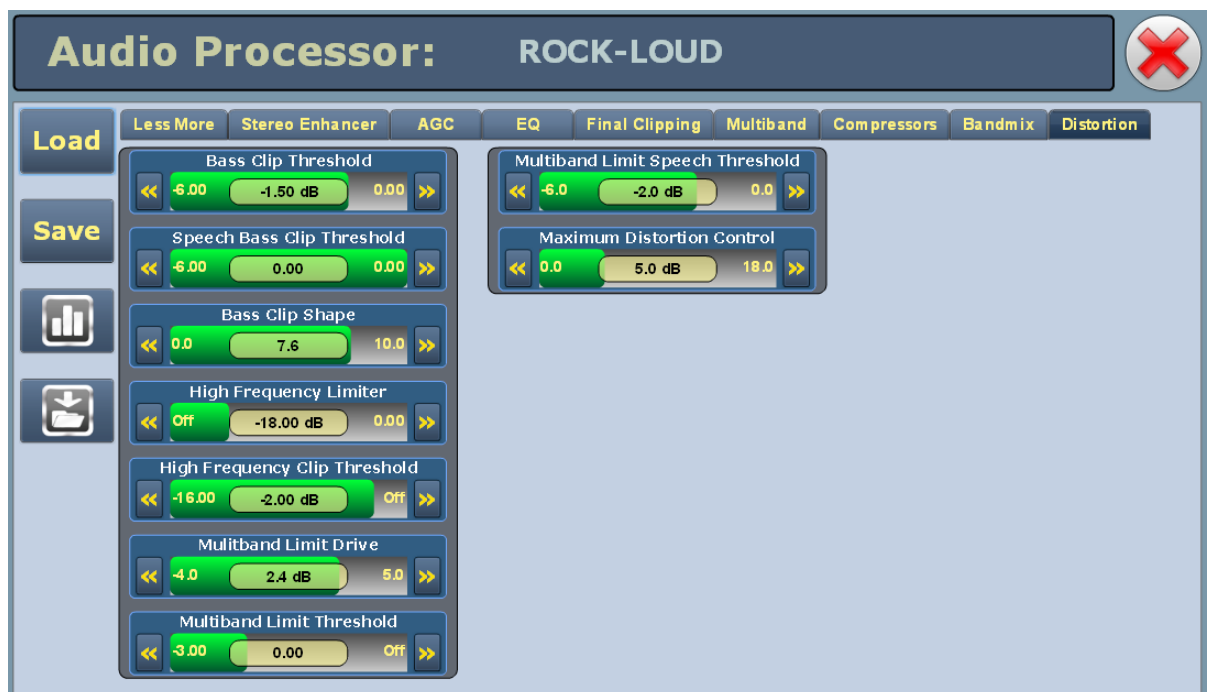 Audio Processor: ROCK-LOUD
Load
Save
Less More Stereo Enhancer AGC EQ Final Clipping Multiband Compressors Bandmix Distortion
Bass Clip Threshold
-6.00 -1.50 dB 0.00
Speech Bass Clip Threshold
-6.00 0.00 0.00
Bass Clip Shape
0.0 7.6 10.0
High Frequency Limiter
Off -18.00 dB 0.00
High Frequency Clip Threshold
-16.00 -2.00 dB Off
Mulitband Limit Drive
-4.0 2.4 dB 5.0
Multiband Limit Threshold
-3.00 0.00 Off
Multiband Limit Speech Threshold
-6.0 -2.0 dB 0.0
Maximum Distortion Control
0.0 5.0 dB 18.0